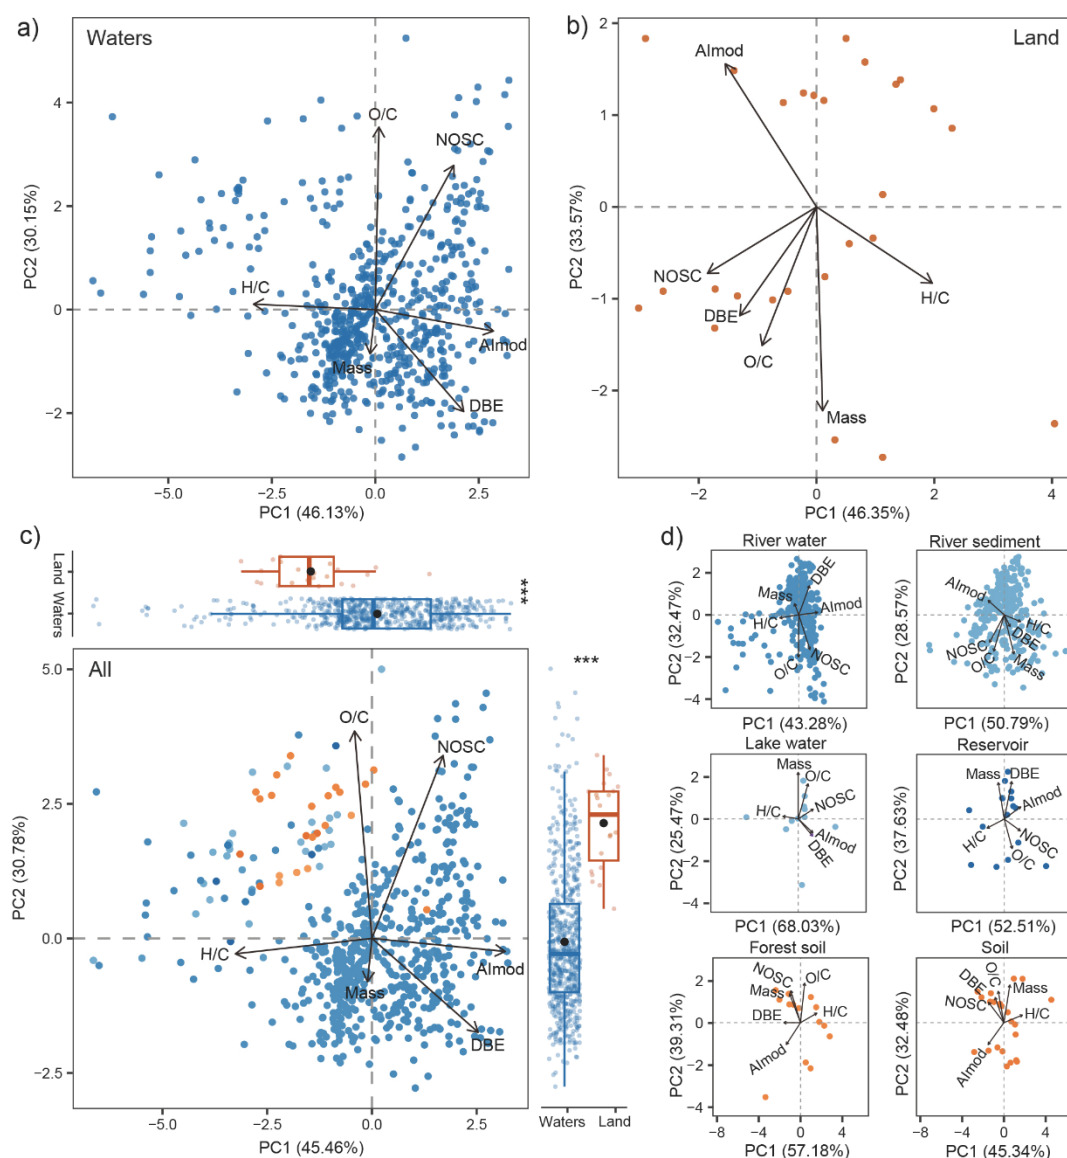 a)
Waters
4
2
0
−2
−5.0
−2.5
0.0
2.5
PC2 (30.15%)
PC1 (46.13%)
O/C
NOSC
H/C
AImod
Mass
DBE
b)
Land
2
1
0
−1
−2
−2
0
2
4
PC2 (33.57%)
PC1 (46.35%)
AImod
NOSC
DBE
H/C
O/C
Mass
c)
Land
Waters
***
All
***
5.0
2.5
0.0
−2.5
−5.0
−2.5
0.0
2.5
PC2 (30.78%)
PC1 (45.46%)
O/C
NOSC
H/C
AImod
Mass
DBE
Waters
Land
d)
River water
2
0
−2
−4
PC2 (32.47%)
PC1 (43.28%)
DBE
Mass
AImod
H/C
NOSC
O/C
River sediment
PC2 (28.57%)
PC1 (50.79%)
AImod
H/C
DBE
NOSC
O/C
Mass
Lake water
2
0
−2
−4
PC2 (25.47%)
PC1 (68.03%)
Mass
O/C
NOSC
H/C
AImod
DBE
Reservoir
PC2 (37.63%)
PC1 (52.51%)
Mass
DBE
AImod
H/C
NOSC
O/C
Forest soil
2
0
−2
−4
−8
−4
0
4
PC2 (39.31%)
PC1 (57.18%)
NOSC
O/C
Mass
H/C
DBE
AImod
Soil
−8
−4
0
4
PC2 (32.48%)
PC1 (45.34%)
O/C
DBE
Mass
NOSC
H/C
AImod